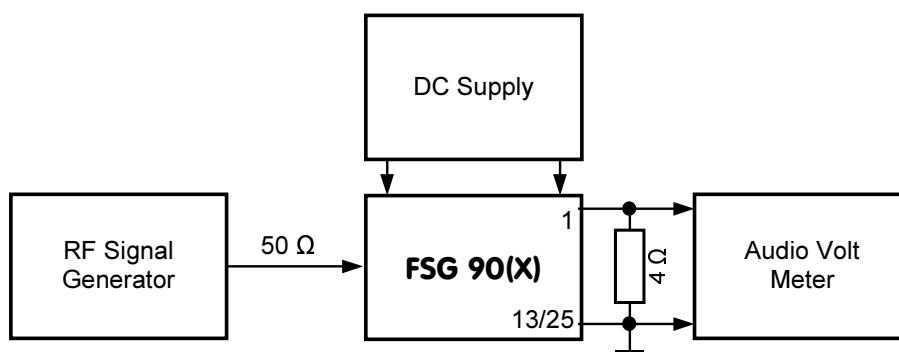 DC Supply
RF Signal
Generator
50 Ω
FSG 90(X)
1
13/25
4 Ω
Audio Volt
Meter